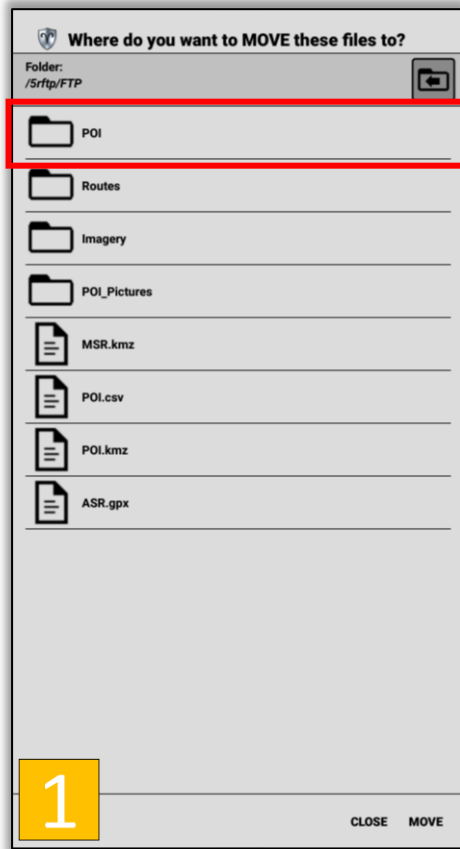 Where do you want to MOVE these files to?
Folder:
/5rftp/FTP
POI
Routes
Imagery
POI_Pictures
MSR.kmz
POI.csv
POI.kmz
ASR.gpx
1
CLOSE MOVE